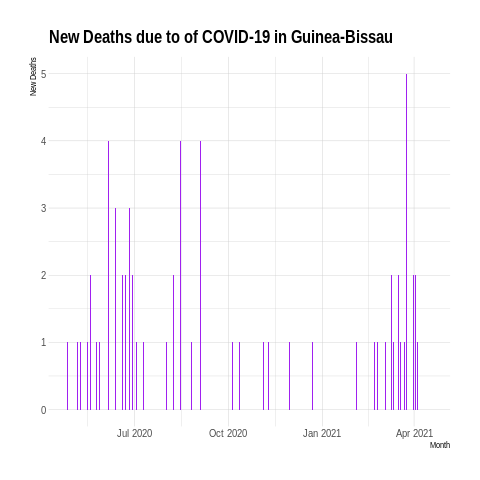 New Deaths due to of COVID-19 in Guinea-Bissau
New Deaths
5
4
3
2
1
0
Jul 2020 Oct 2020 Jan 2021 Apr 2021
Month